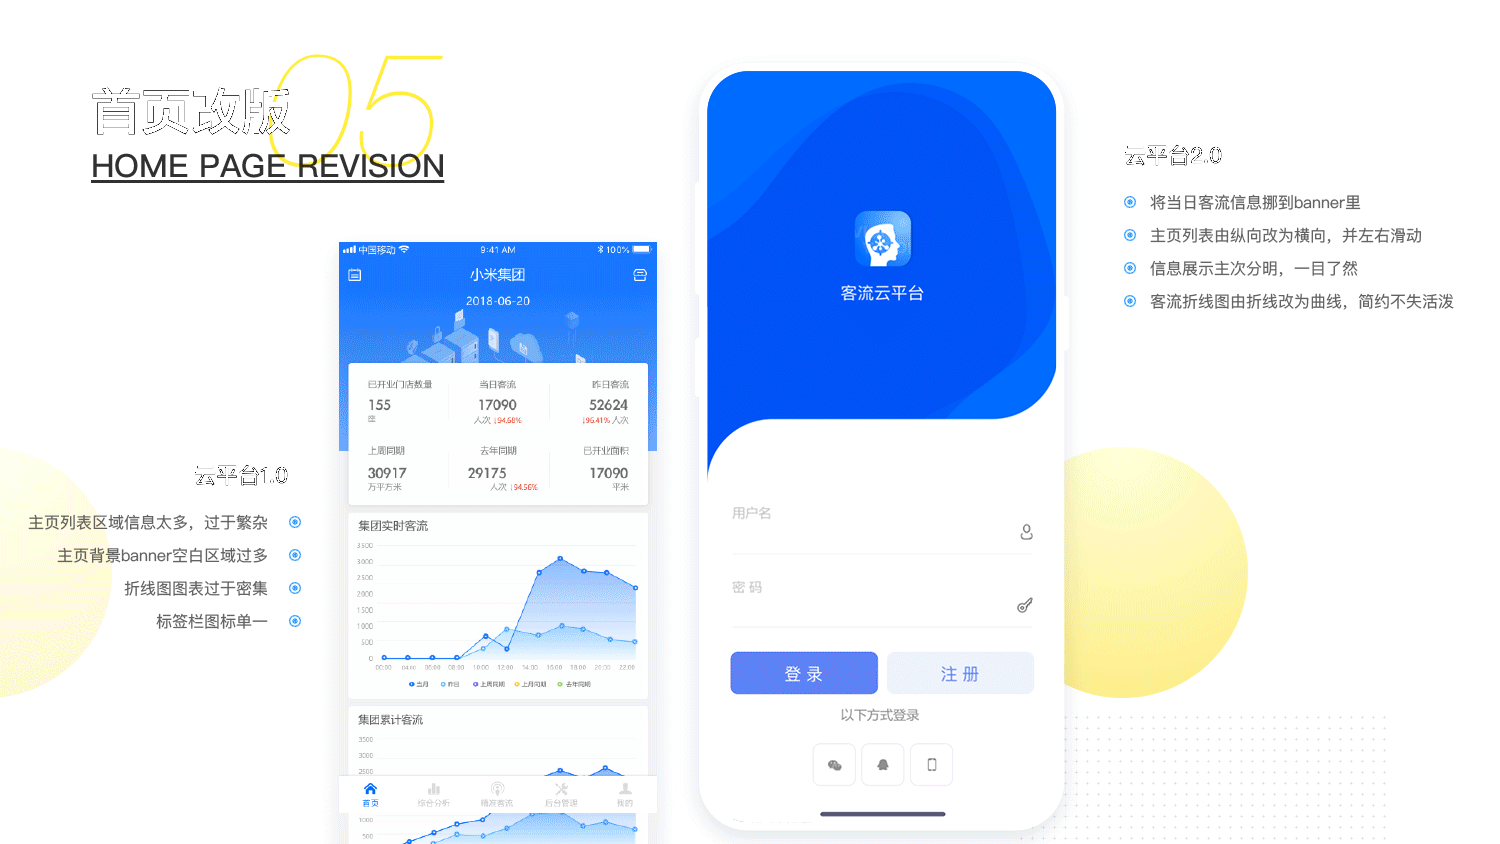 05
首页改版
HOME PAGE REVISION
云平台1.0
主页列表区域信息太多，过于繁杂
主页背景banner空白区域过多
折线图图表过于密集
标签栏图标单一
中国移动
9:41 AM
100%
小米集团
2018-06-20
已开业门店数量 当日客流 昨日客流
155 17090 52624
座 人次 ↓94.68% ↓96.41% 人次
上周同期 去年同期 已开业面积
30917 29175 17090
万平方米 人次 ↓94.56% 平米
集团实时客流
3500
3000
2500
2000
1500
1000
500
0
00:00 04:00 06:00 08:00 10:00 12:00 14:00 16:00 18:00 20:00 22:00
当月 昨日 上周同期 上月同期 去年同期
集团累计客流
3500
3000
2500
首页 综合分析 精准客流 后台管理 我的
1000
500
客流云平台
用户名
密 码
登 录
注 册
以下方式登录
云平台2.0
将当日客流信息挪到banner里
主页列表由纵向改为横向，并左右滑动
信息展示主次分明，一目了然
客流折线图由折线改为曲线，简约不失活泼